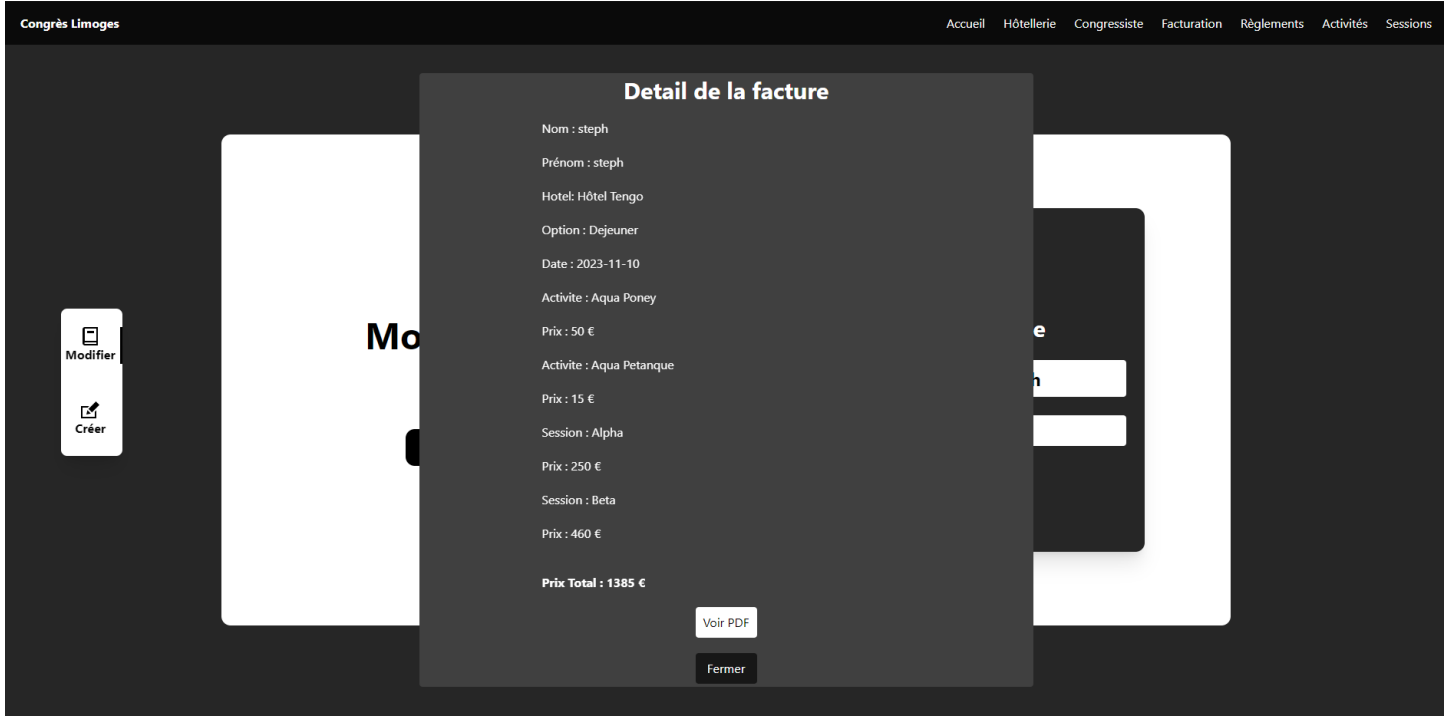 Congrès Limoges
Accueil Hôtellerie Congressiste Facturation Règlements Activités Sessions
Detail de la facture
Nom : steph
Prénom : steph
Hotel: Hôtel Tengo
Option : Dejeuner
Date : 2023-11-10
Activite : Aqua Poney
Prix : 50 €
Activite : Aqua Petanque
Prix : 15 €
Session : Alpha
Prix : 250 €
Session : Beta
Prix : 460 €
Prix Total : 1385 €
Voir PDF
Fermer
Modifier
Créer
Mo
e
h